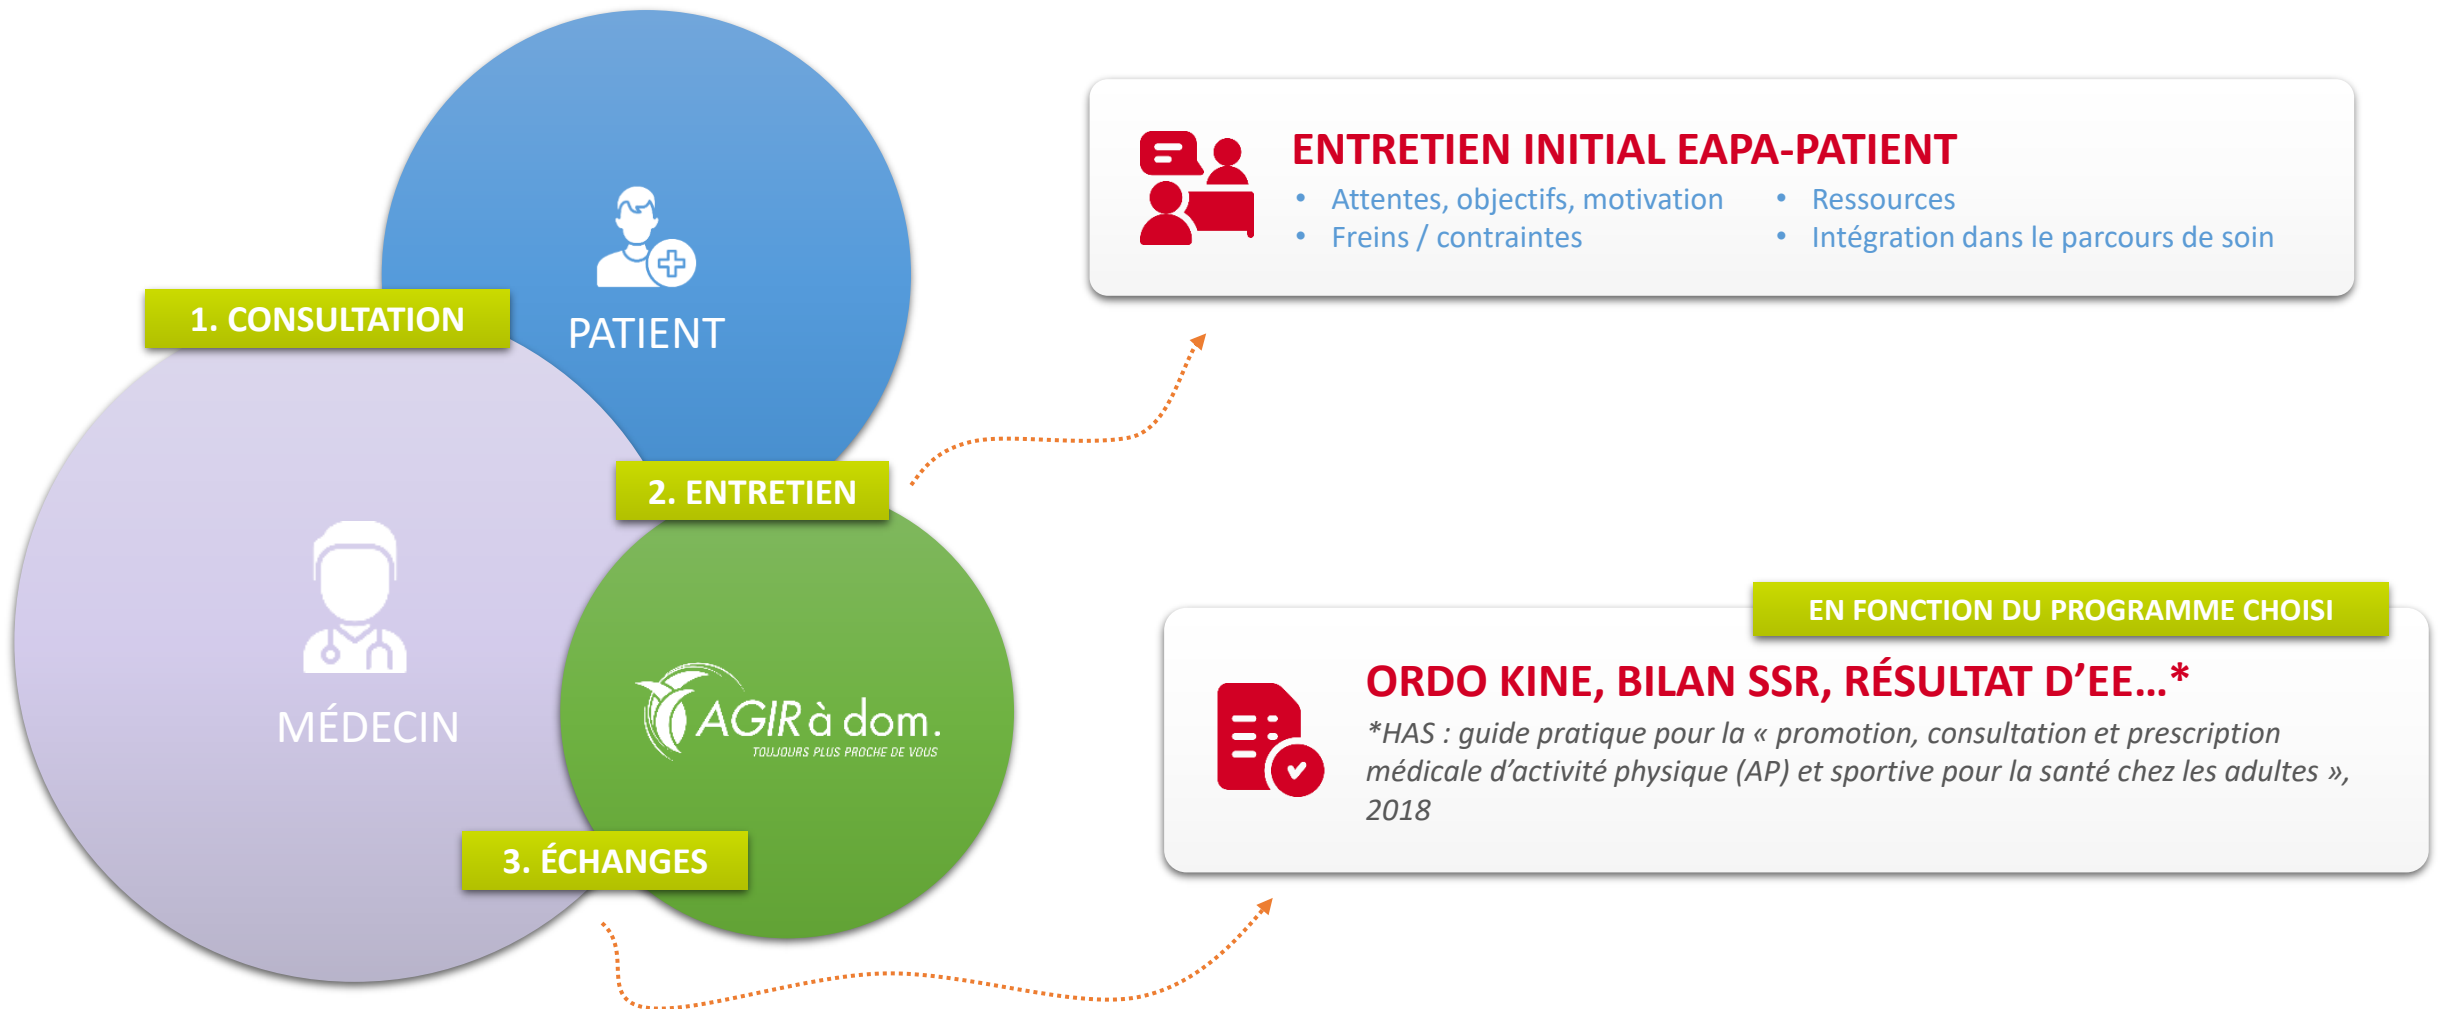 PATIENT
1. CONSULTATION
2. ENTRETIEN
MÉDECIN
AGIR à dom.
TOUJOURS PLUS PROCHE DE VOUS
3. ÉCHANGES
ENTRETIEN INITIAL EAPA-PATIENT
• Attentes, objectifs, motivation
• Freins / contraintes
• Ressources
• Intégration dans le parcours de soin
EN FONCTION DU PROGRAMME CHOISI
ORDO KINE, BILAN SSR, RÉSULTAT D’EE…*
*HAS : guide pratique pour la « promotion, consultation et prescription
médicale d’activité physique (AP) et sportive pour la santé chez les adultes »,
2018